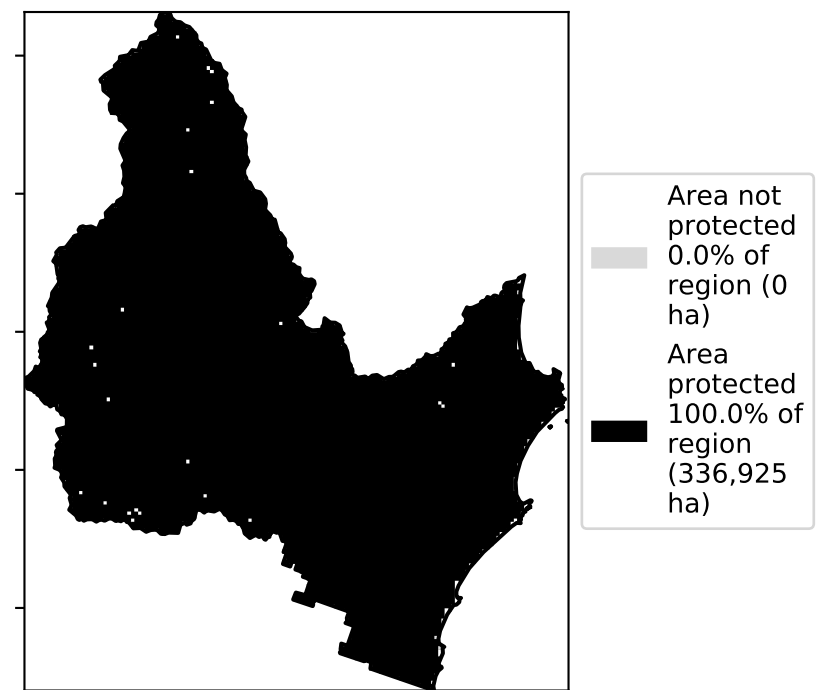 Area not
protected
0.0% of
region (0
ha)
Area
protected
100.0% of
region
(336,925
ha)